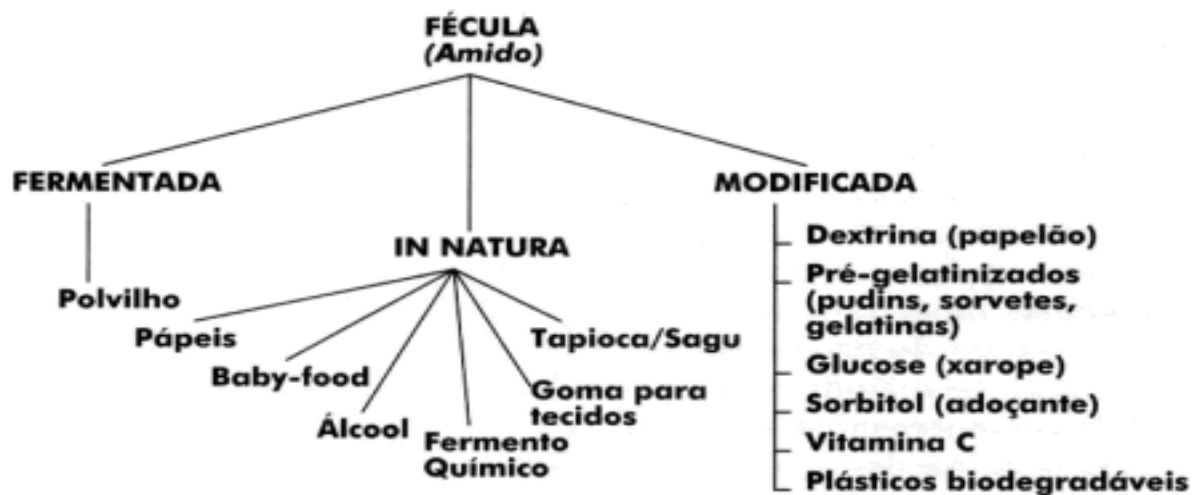 FÉCULA
(Amido)
FERMENTADA
Polvilho
IN NATURA
Pápeis
Baby-food
Álcool
Fermento
Químico
Goma para
tecidos
Tapioca/Sagu
MODIFICADA
Dextrina (papelão)
Pré-gelatinizados
(pudins, sorvetes,
gelatinas)
Glucose (xarope)
Sorbitol (adoçante)
Vitamina C
Plásticos biodegradáveis